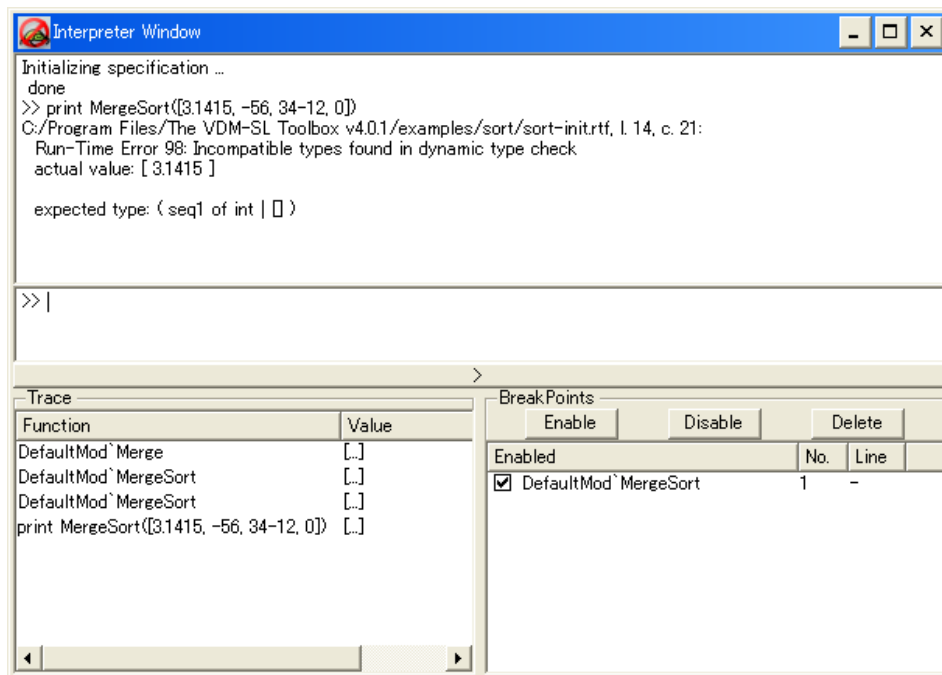 Interpreter Window
Initializing specification ...
done
>> print MergeSort([3.1415, -56, 34-12, 0])
C:/Program Files/The VDM-SL Toolbox v4.0.1/examples/sort/sort-init.rtf, l. 14, c. 21:
Run-Time Error 98: Incompatible types found in dynamic type check
actual value: [ 3.1415 ]
expected type: ( seq1 of int | [] )
>>
>
Trace
Function Value
DefaultMod`Merge [...]
DefaultMod`MergeSort [...]
DefaultMod`MergeSort [...]
print MergeSort([3.1415, -56, 34-12, 0]) [...]
BreakPoints
Enable Disable Delete
Enabled No. Line
DefaultMod`MergeSort 1 -